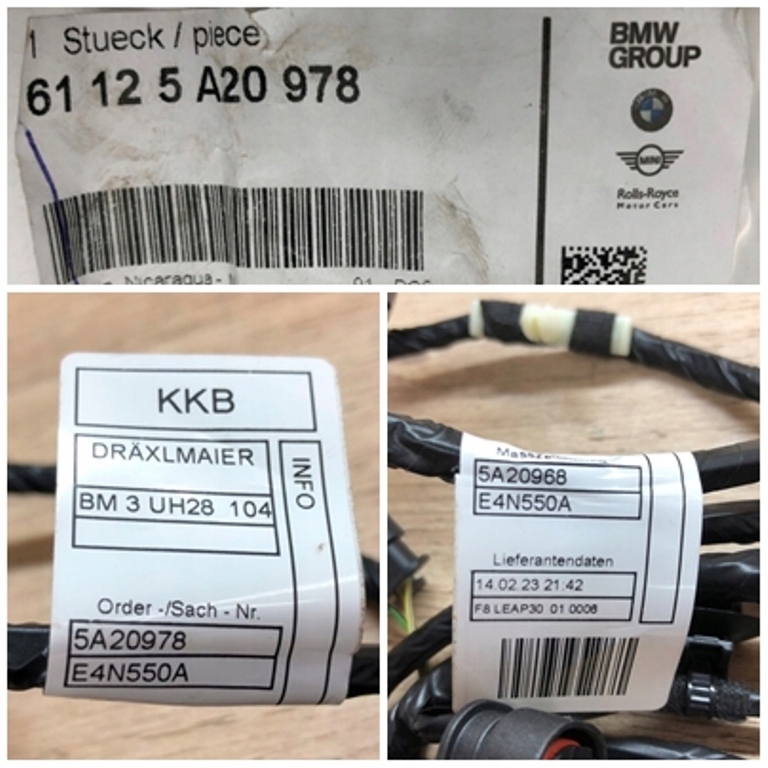 1 Stueck / piece
61 12 5 A20 978
Nicaragua -
BMW
GROUP
MINI
Rolls-Royce
Motor Cars
KKB
DRÄXLMAIER
BM 3 UH28 104
INFO
Order -/Sach - Nr.
5A20978
E4N550A
5A20968
E4N550A
Lieferantendaten
14.02.23 21:42
F8 LEAP30 01 0006